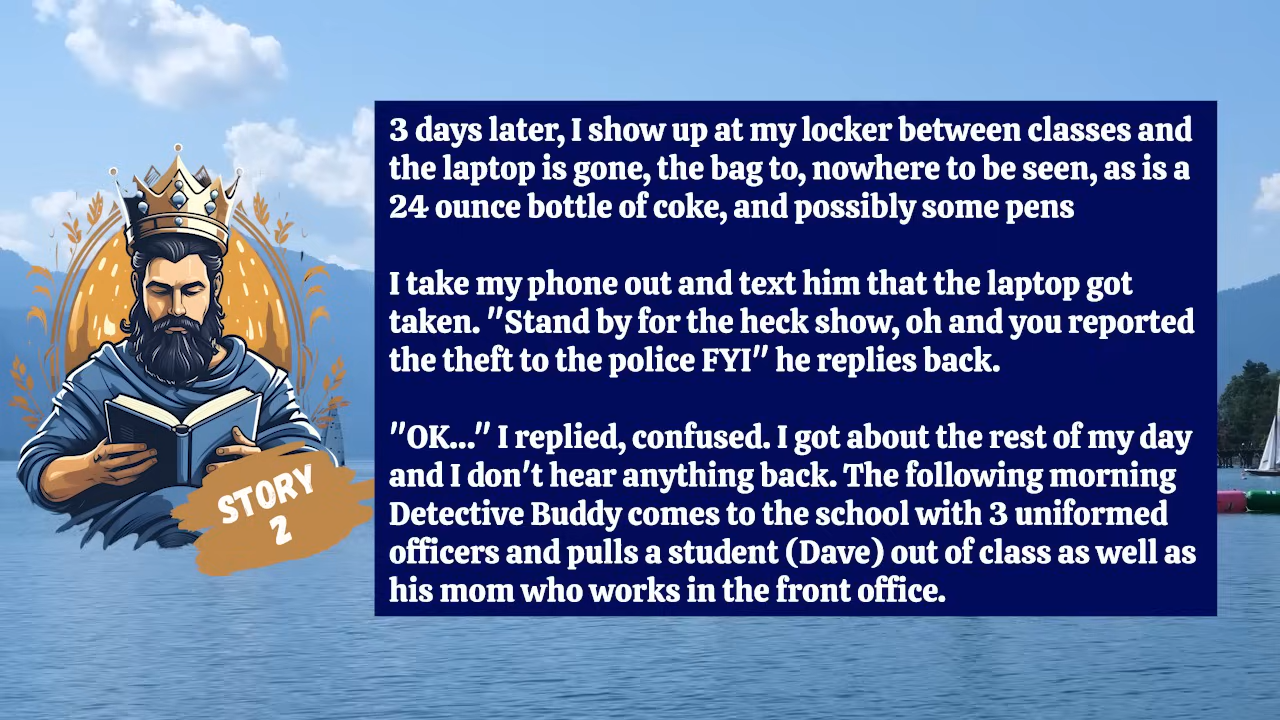 3 days later, I show up at my locker between classes and
the laptop is gone, the bag to, nowhere to be seen, as is a
24 ounce bottle of coke, and possibly some pens
I take my phone out and text him that the laptop got
taken. "Stand by for the heck show, oh and you reported
the theft to the police FYI" he replies back.
"OK..." I replied, confused. I got about the rest of my day
and I don't hear anything back. The following morning
Detective Buddy comes to the school with 3 uniformed
officers and pulls a student (Dave) out of class as well as
his mom who works in the front office.
STORY
2